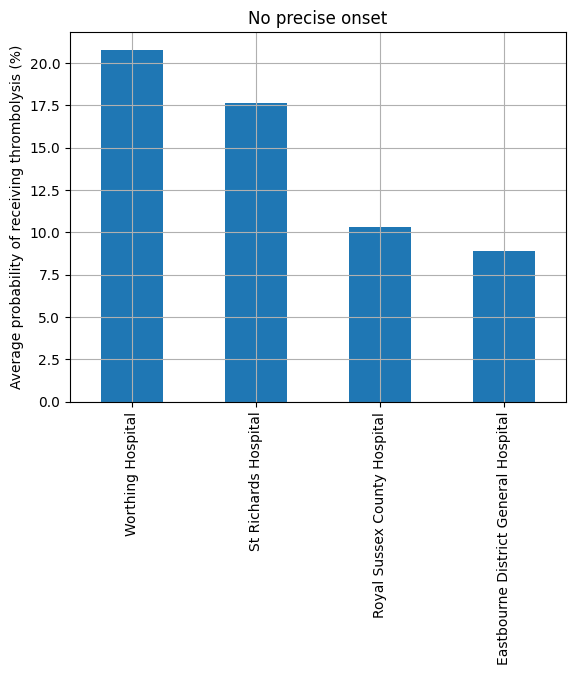 No precise onset
Average probability of receiving thrombolysis (%)
20.0
17.5
15.0
12.5
10.0
7.5
5.0
2.5
0.0
Worthing Hospital
St Richards Hospital
Royal Sussex County Hospital
Eastbourne District General Hospital